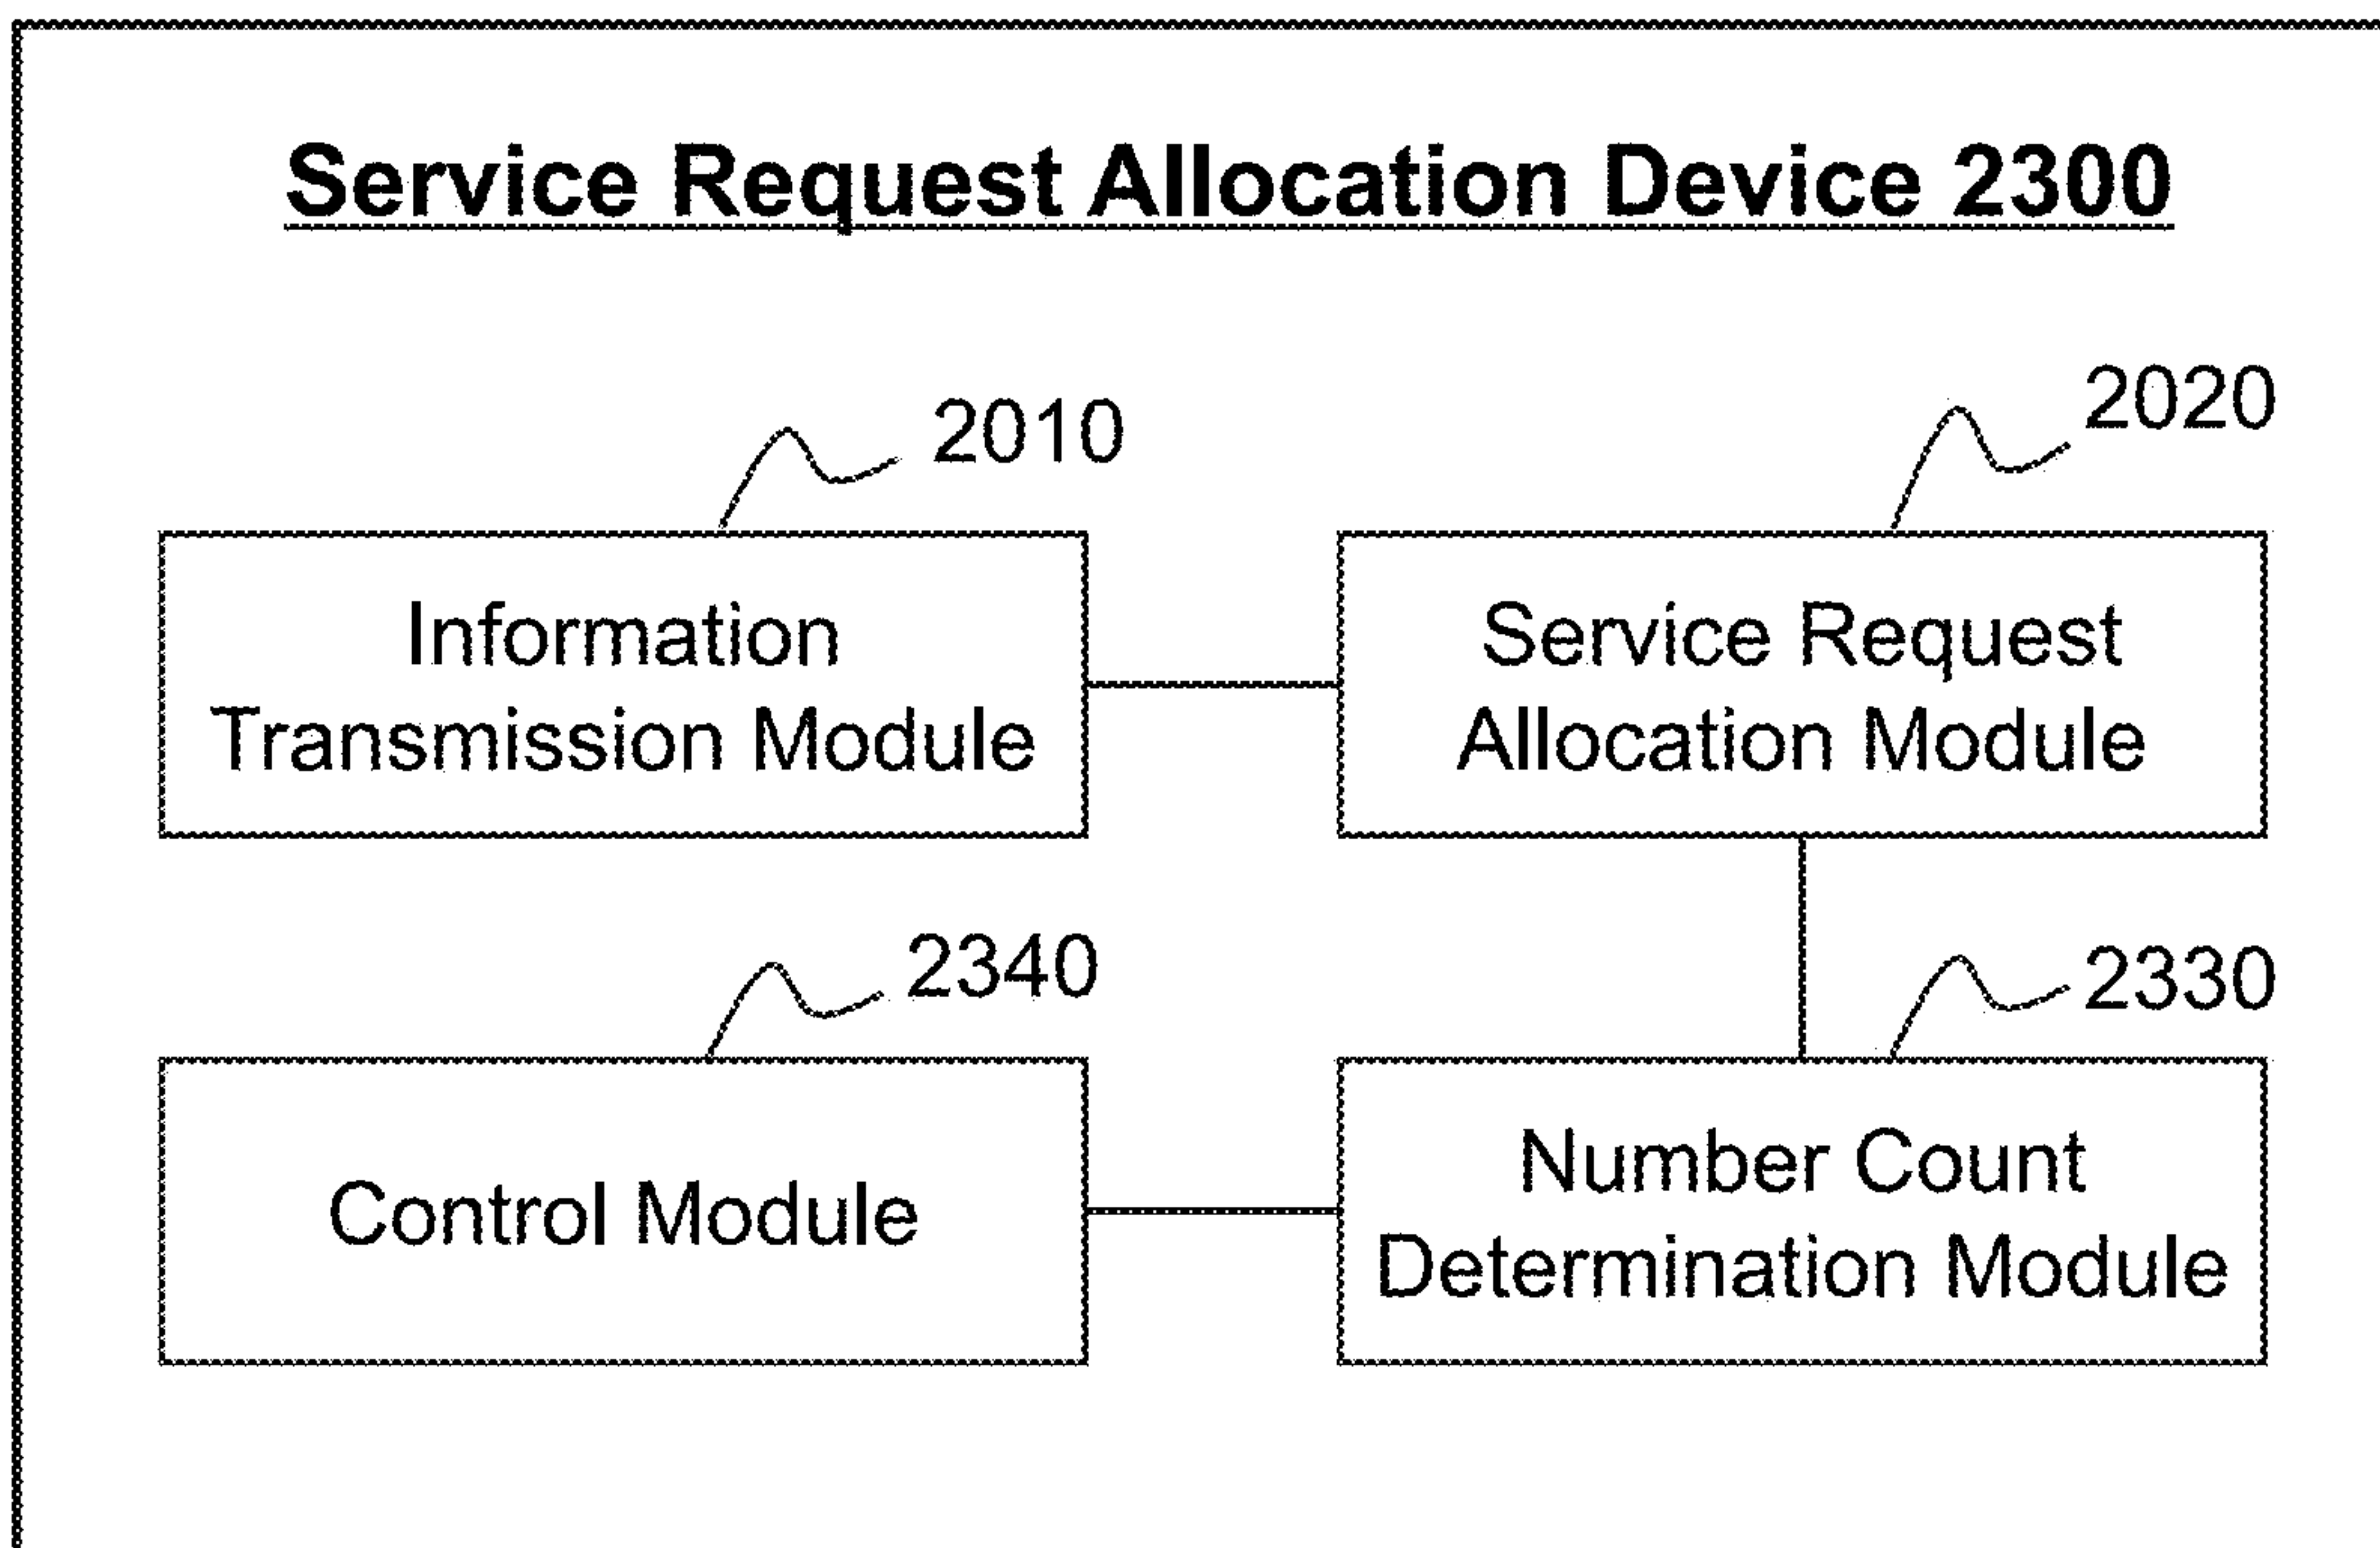 Service Request Allocation Device 2300
2010
2020
Information
Transmission Module
Service Request
Allocation Module
2340
2330
Control Module
Number Count
Determination Module